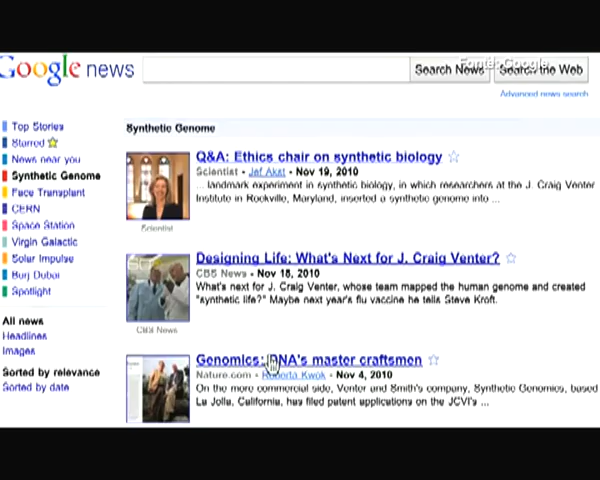 Fonte: Google
Google news
Search News
Search the Web
Advanced news search
Top Stories
Starred
News near you
Synthetic Genome
Face Transplant
CERN
Space Station
Virgin Galactic
Solar Impulse
Burj Dubai
Spotlight
All news
Headlines
Images
Sorted by relevance
Sorted by date
Synthetic Genome
Q&A: Ethics chair on synthetic biology
Scientist - Jef Akst - Nov 19, 2010
... landmark experiment in synthetic biology, in which researchers at the J. Craig Venter
Institute in Rockville, Maryland, inserted a synthetic genome into ...
Scientist
Designing Life: What's Next for J. Craig Venter?
CBS News - Nov 18, 2010
What's next for J. Craig Venter, whose team mapped the human genome and created
"synthetic life?" Maybe next year's flu vaccine he tells Steve Kroft.
CBS News
Genomics: DNA's master craftsmen
Nature.com - Roberta Kwok - Nov 4, 2010
On the more commercial side, Venter and Smith's company, Synthetic Genomics, based
La Jolla, California, has filed patent applications on the JCVI's ...